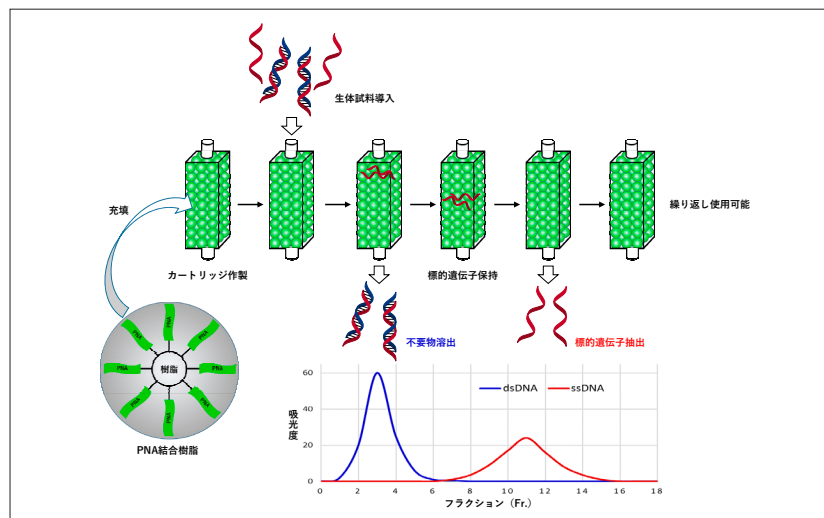 生体試料導入
充填
繰り返し使用可能
カートリッジ作製
標的遺伝子保持
不要物溶出
標的遺伝子抽出
PNA
PNA
PNA
PNA
樹脂
PNA
PNA
PNA
PNA
PNA結合樹脂
dsDNA
ssDNA
吸光度
60
40
20
0
0 2 4 6 8 10 12 14 16 18
フラクション（Fr.）